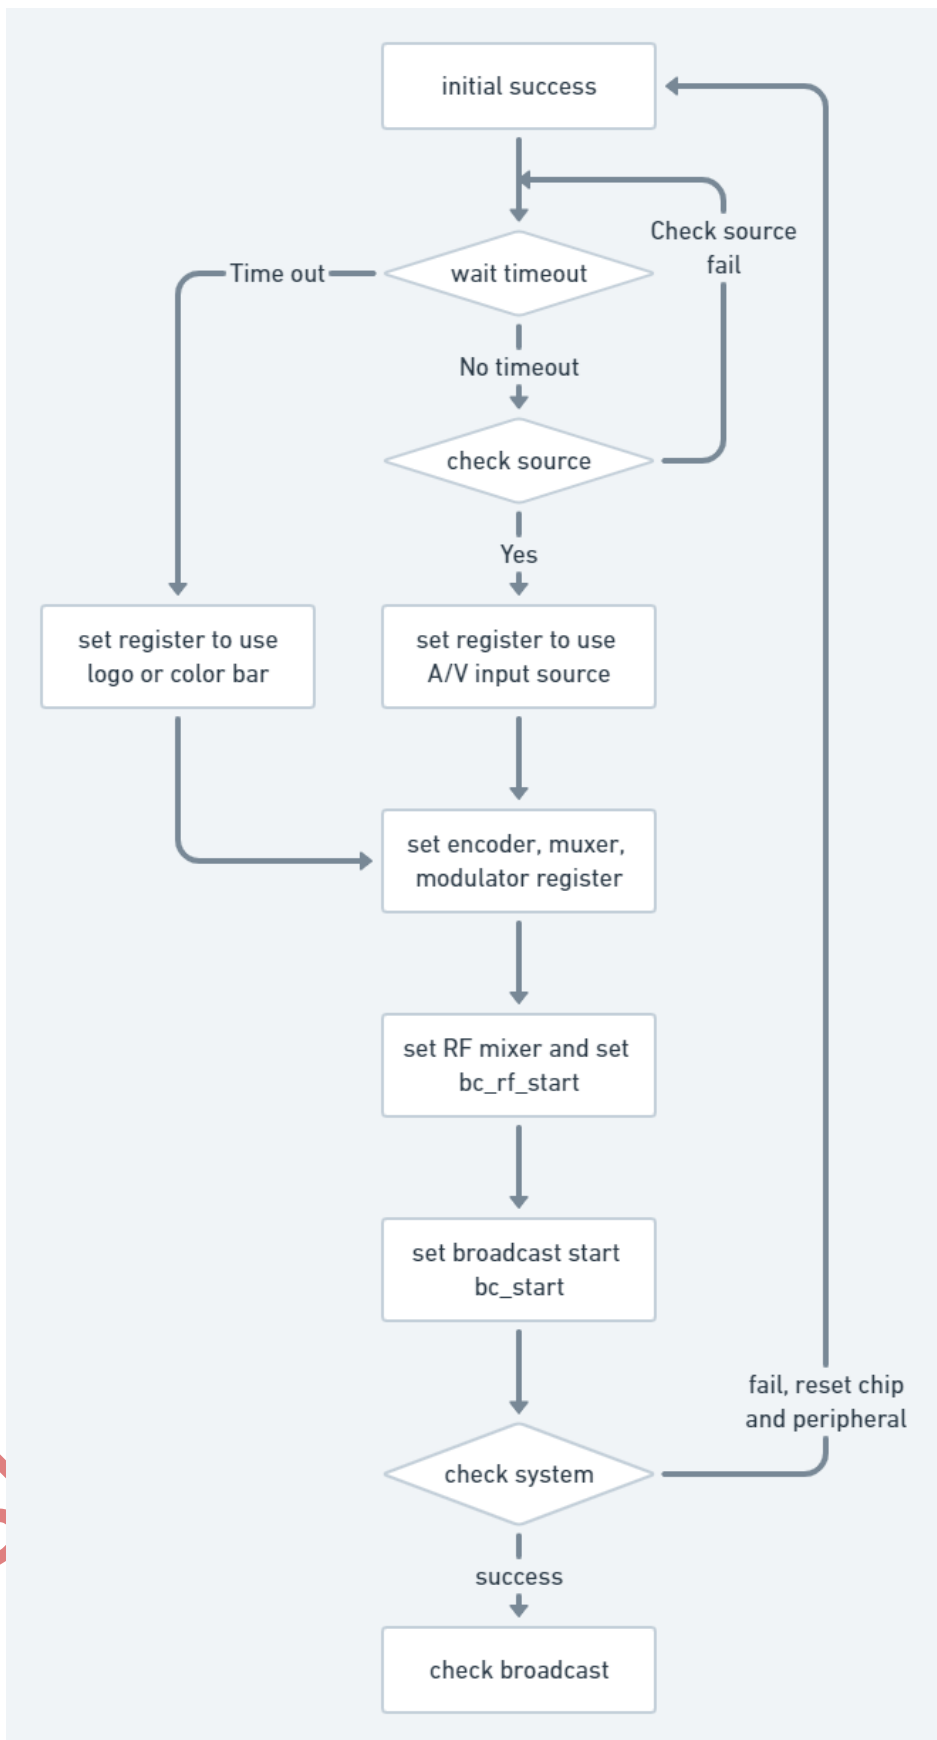 initial success
Check source
fail
Time out
wait timeout
No timeout
check source
Yes
set register to use
logo or color bar
set register to use
A/V input source
set encoder, muxer,
modulator register
set RF mixer and set
bc_rf_start
set broadcast start
bc_start
fail, reset chip
and peripheral
check system
success
check broadcast